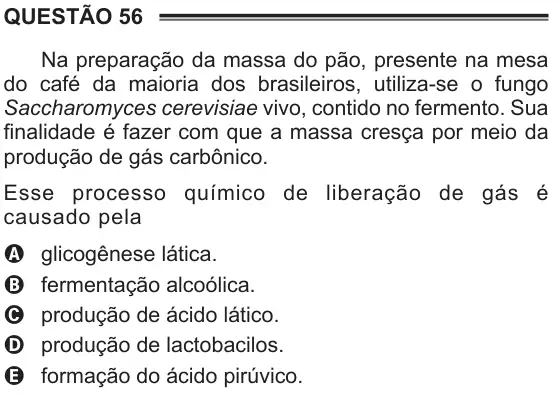 QUESTÃO 56
Na preparação da massa do pão, presente na mesa
do café da maioria dos brasileiros, utiliza-se o fungo
Saccharomyces cerevisiae vivo, contido no fermento. Sua
finalidade é fazer com que a massa cresça por meio da
produção de gás carbônico.
Esse processo químico de liberação de gás é
causado pela
A glicogênese lática.
B fermentação alcoólica.
C produção de ácido lático.
D produção de lactobacilos.
E formação do ácido pirúvico.